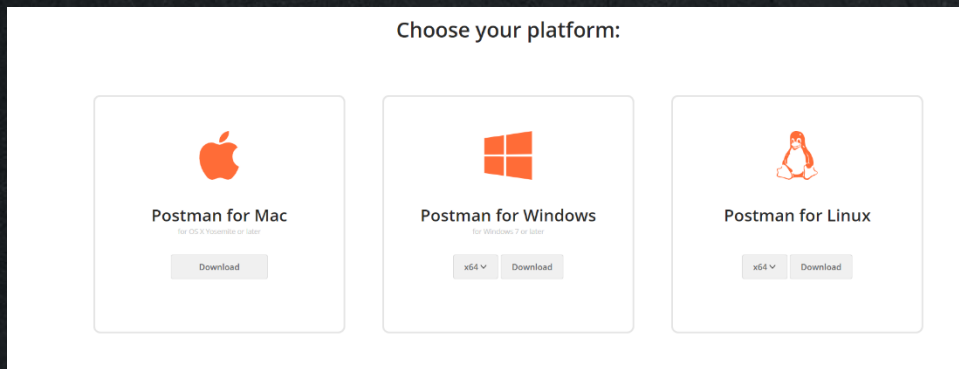 Choose your platform:
Postman for Mac
for OS X Yosemite or later
Download
Postman for Windows
for Windows 7 or later
x64 Download
Postman for Linux
x64 Download